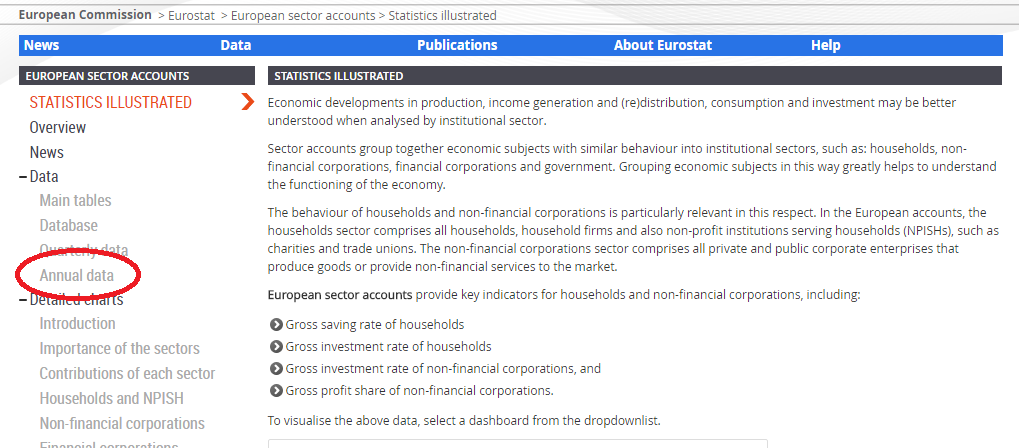 European Commission > Eurostat > European sector accounts > Statistics illustrated
News Data Publications About Eurostat Help
EUROPEAN SECTOR ACCOUNTS
STATISTICS ILLUSTRATED
Overview
News
Data
Main tables
Database
Quarterly data
Annual data
Detailed charts
Introduction
Importance of the sectors
Contributions of each sector
Households and NPISH
Non-financial corporations
Financial corporations
STATISTICS ILLUSTRATED
Economic developments in production, income generation and (re)distribution, consumption and investment may be better
understood when analysed by institutional sector.
Sector accounts group together economic subjects with similar behaviour into institutional sectors, such as: households, non-
financial corporations, financial corporations and government. Grouping economic subjects in this way greatly helps to understand
the functioning of the economy.
The behaviour of households and non-financial corporations is particularly relevant in this respect. In the European accounts, the
households sector comprises all households, household firms and also non-profit institutions serving households (NPISHs), such as
charities and trade unions. The non-financial corporations sector comprises all private and public corporate enterprises that
produce goods or provide non-financial services to the market.
European sector accounts provide key indicators for households and non-financial corporations, including:
Gross saving rate of households
Gross investment rate of households
Gross investment rate of non-financial corporations, and
Gross profit share of non-financial corporations.
To visualise the above data, select a dashboard from the dropdownlist.